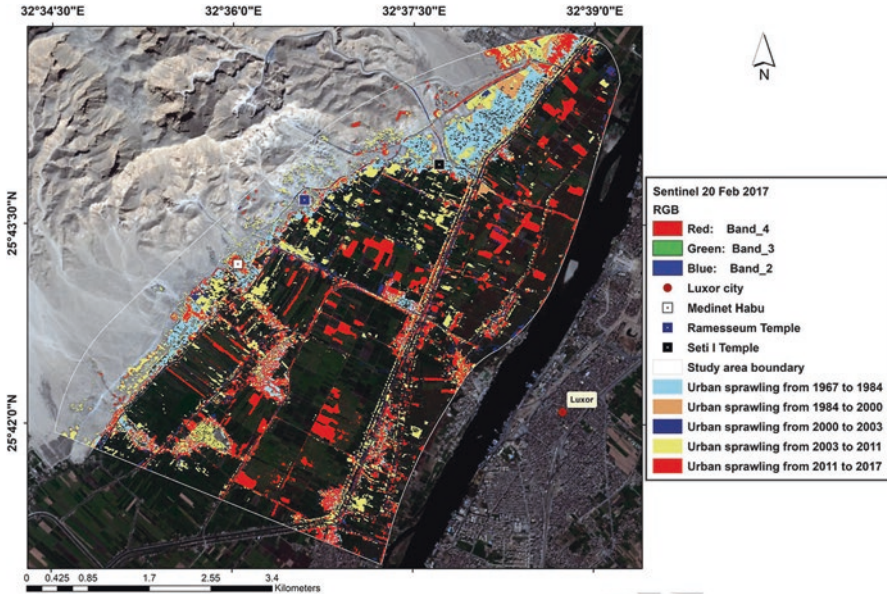 32°34'30"E 32°36'0"E 32°37'30"E 32°39'0"E
N
25°43'30"N
25°42'0"N
Luxor
Sentinel 20 Feb 2017
RGB
Red: Band_4
Green: Band_3
Blue: Band_2
Luxor city
Medinet Habu
Ramesseum Temple
Seti I Temple
Study area boundary
Urban sprawling from 1967 to 1984
Urban sprawling from 1984 to 2000
Urban sprawling from 2000 to 2003
Urban sprawling from 2003 to 2011
Urban sprawling from 2011 to 2017
0 0.425 0.85 1.7 2.55 3.4
Kilometers